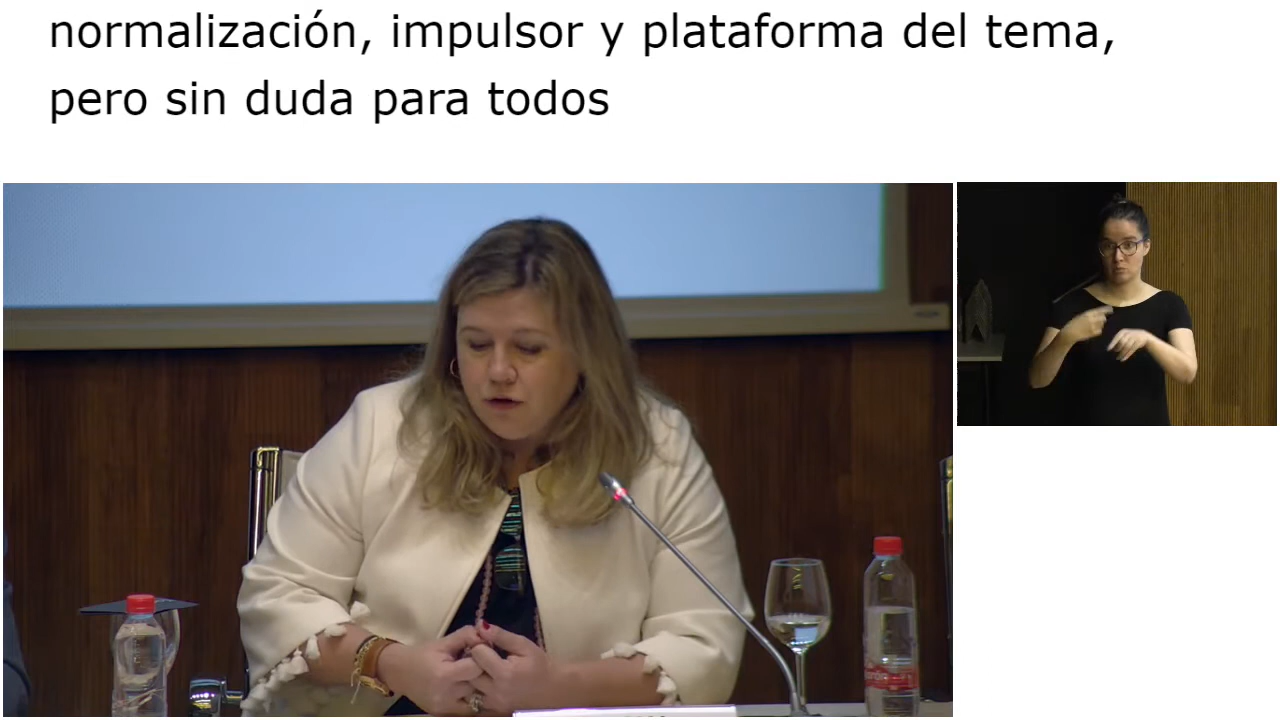 normalización, impulsor y plataforma del tema,
pero sin duda para todos